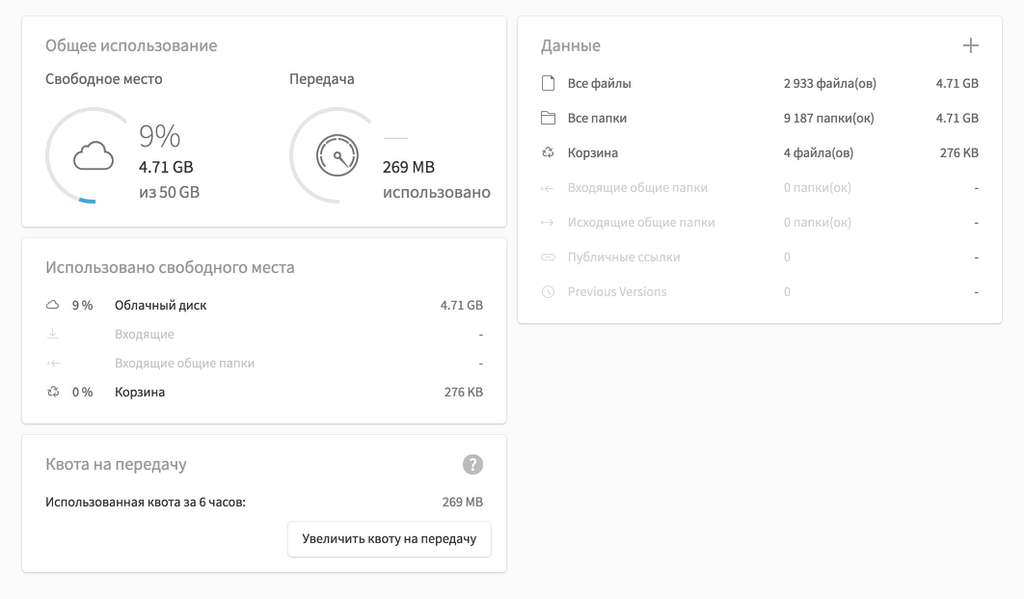 Общее использование
Свободное место
9%
4.71 GB
из 50 GB
Передача
269 MB
использовано
Использовано свободного места
9 % Облачный диск 4.71 GB
Входящие -
Входящие общие папки -
0 % Корзина 276 KB
Квота на передачу ?
Использованная квота за 6 часов: 269 MB
Увеличить квоту на передачу
Данные
Все файлы 2 933 файла(ов) 4.71 GB
Все папки 9 187 папки(ок) 4.71 GB
Корзина 4 файла(ов) 276 KB
Входящие общие папки 0 папки(ок) -
Исходящие общие папки 0 папки(ок) -
Публичные ссылки 0 -
Previous Versions 0 -